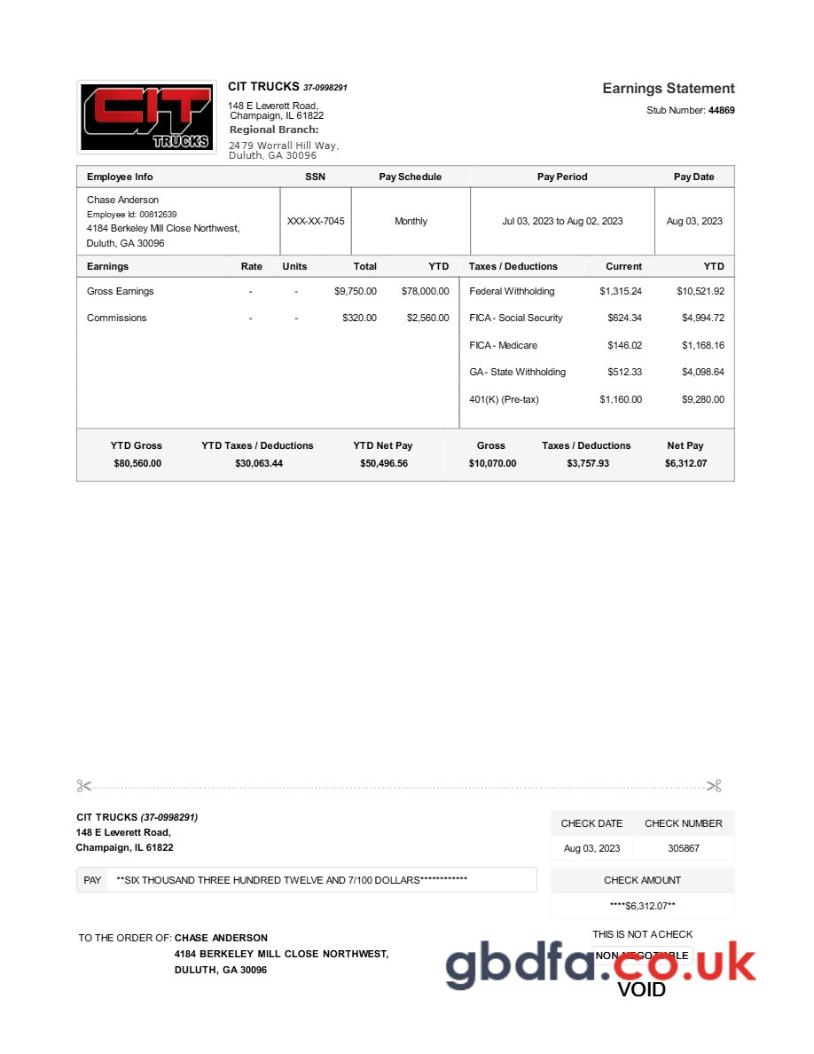 CIT TRUCKS
CIT TRUCKS 37-0998291
148 E Leverett Road,
Champaign, IL 61822
Regional Branch:
2479 Worrall Hill Way,
Duluth, GA 30096
Earnings Statement
Stub Number: 44869
Employee Info SSN Pay Schedule Pay Period Pay Date
Chase Anderson
Employee Id: 00812639
4184 Berkeley Mill Close Northwest,
Duluth, GA 30096
XXX-XX-7045 Monthly Jul 03, 2023 to Aug 02, 2023 Aug 03, 2023
Earnings Rate Units Total YTD Taxes / Deductions Current YTD
Gross Earnings - - $9,750.00 $78,000.00 Federal Withholding $1,315.24 $10,521.92
Commissions - - $320.00 $2,560.00 FICA - Social Security $624.34 $4,994.72
FICA - Medicare $146.02 $1,168.16
GA - State Withholding $512.33 $4,098.64
401(K) (Pre-tax) $1,160.00 $9,280.00
YTD Gross YTD Taxes / Deductions YTD Net Pay Gross Taxes / Deductions Net Pay
$80,560.00 $30,063.44 $50,496.56 $10,070.00 $3,757.93 $6,312.07
CIT TRUCKS (37-0998291)
148 E Leverett Road,
Champaign, IL 61822
CHECK DATE CHECK NUMBER
Aug 03, 2023 305867
PAY **SIX THOUSAND THREE HUNDRED TWELVE AND 7/100 DOLLARS************
CHECK AMOUNT
****$6,312.07**
TO THE ORDER OF: CHASE ANDERSON
4184 BERKELEY MILL CLOSE NORTHWEST,
DULUTH, GA 30096
THIS IS NOT A CHECK
NON-NEGOTIABLE
VOID
gbdfa.co.uk